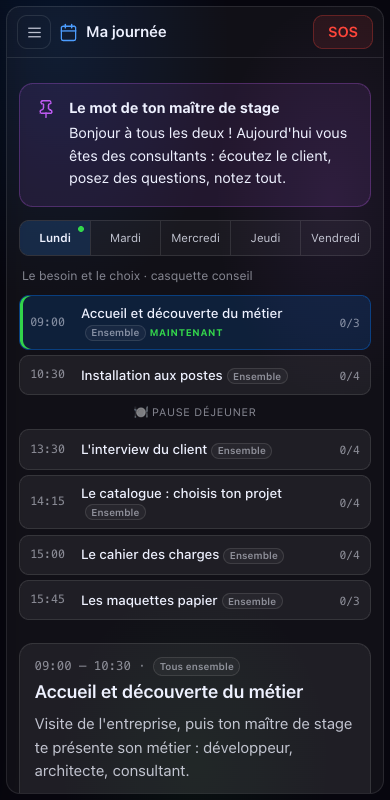 Ma journée
SOS
Le mot de ton maître de stage
Bonjour à tous les deux ! Aujourd'hui vous
êtes des consultants : écoutez le client,
posez des questions, notez tout.
Lundi
Mardi
Mercredi
Jeudi
Vendredi
Le besoin et le choix · casquette conseil
09:00 Accueil et découverte du métier 0/3
Ensemble MAINTENANT
10:30 Installation aux postes Ensemble 0/4
PAUSE DÉJEUNER
13:30 L'interview du client Ensemble 0/4
14:15 Le catalogue : choisis ton projet 0/4
Ensemble
15:00 Le cahier des charges Ensemble 0/4
15:45 Les maquettes papier Ensemble 0/3
09:00 — 10:30 · Tous ensemble
Accueil et découverte du métier
Visite de l'entreprise, puis ton maître de stage
te présente son métier : développeur,
architecte, consultant.